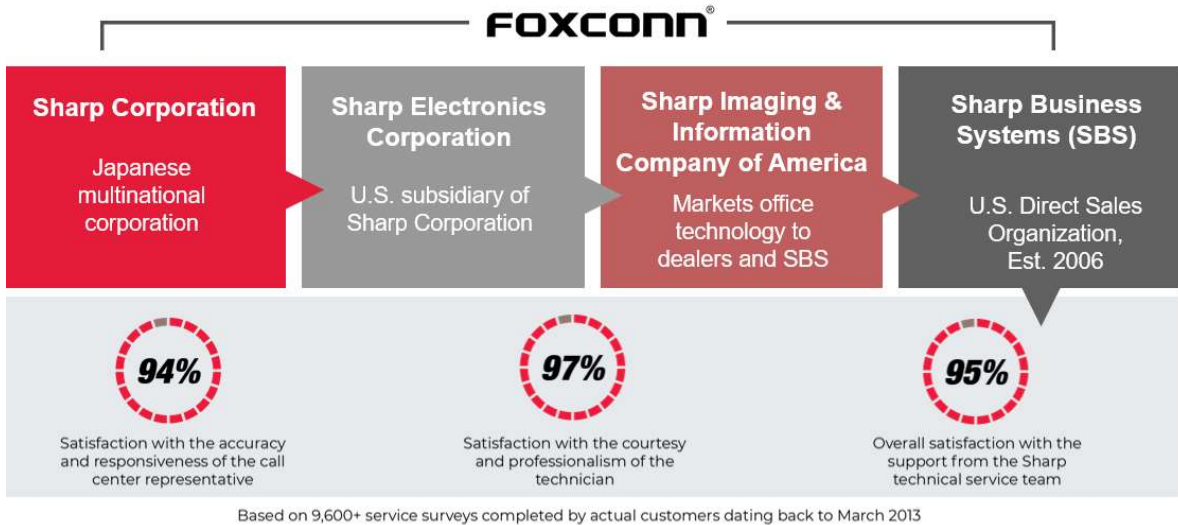 FOXCONN®
Sharp Corporation
Japanese
multinational
corporation
Sharp Electronics
Corporation
U.S. subsidiary of
Sharp Corporation
Sharp Imaging &
Information
Company of America
Markets office
technology to
dealers and SBS
Sharp Business
Systems (SBS)
U.S. Direct Sales
Organization,
Est. 2006
94%
Satisfaction with the accuracy
and responsiveness of the call
center representative
97%
Satisfaction with the courtesy
and professionalism of the
technician
95%
Overall satisfaction with the
support from the Sharp
technical service team
Based on 9,600+ service surveys completed by actual customers dating back to March 2013